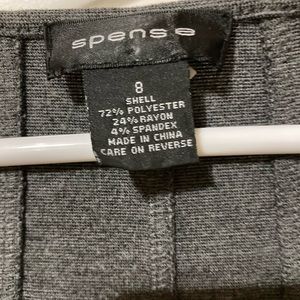 spense
8
SHELL
72% POLYESTER
24% RAYON
4% SPANDEX
MADE IN CHINA
CARE ON REVERSE